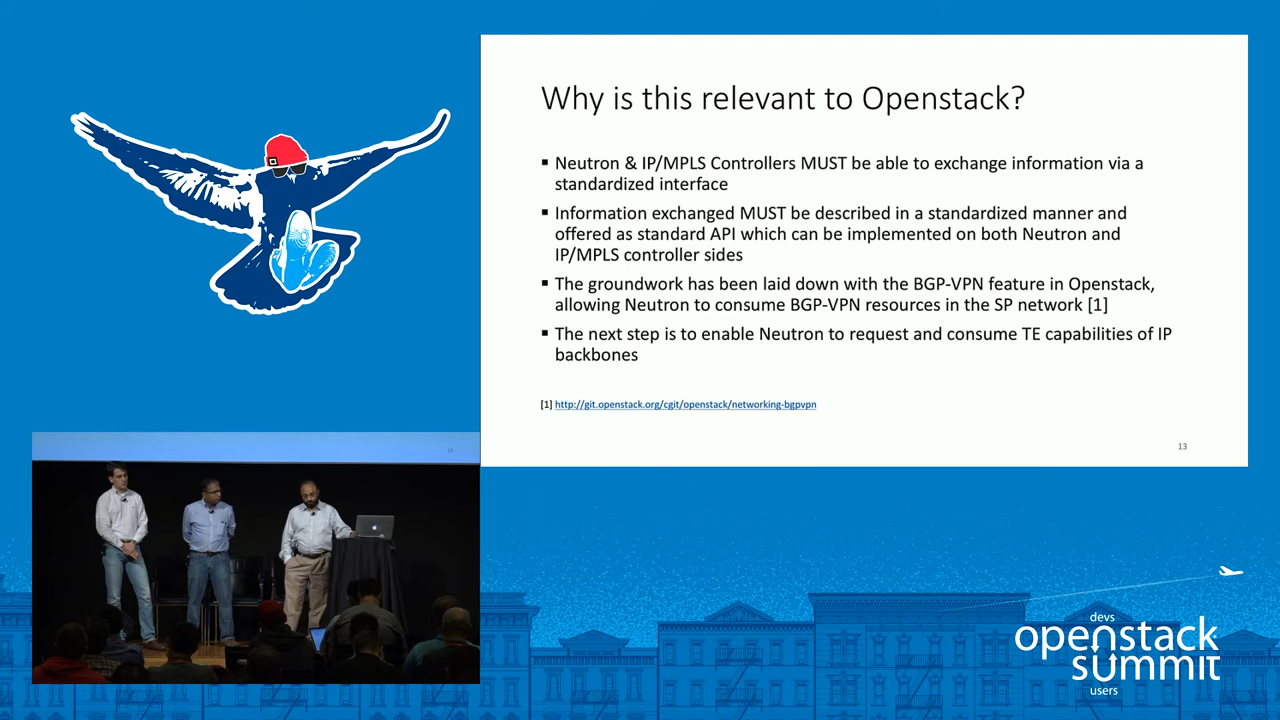 Why is this relevant to Openstack?
▪ Neutron & IP/MPLS Controllers MUST be able to exchange information via a
standardized interface
▪ Information exchanged MUST be described in a standardized manner and
offered as standard API which can be implemented on both Neutron and
IP/MPLS controller sides
▪ The groundwork has been laid down with the BGP-VPN feature in Openstack,
allowing Neutron to consume BGP-VPN resources in the SP network [1]
▪ The next step is to enable Neutron to request and consume TE capabilities of IP
backbones
[1] http://git.openstack.org/cgit/openstack/networking-bgpvpn
13
devs
openstack
summit
users